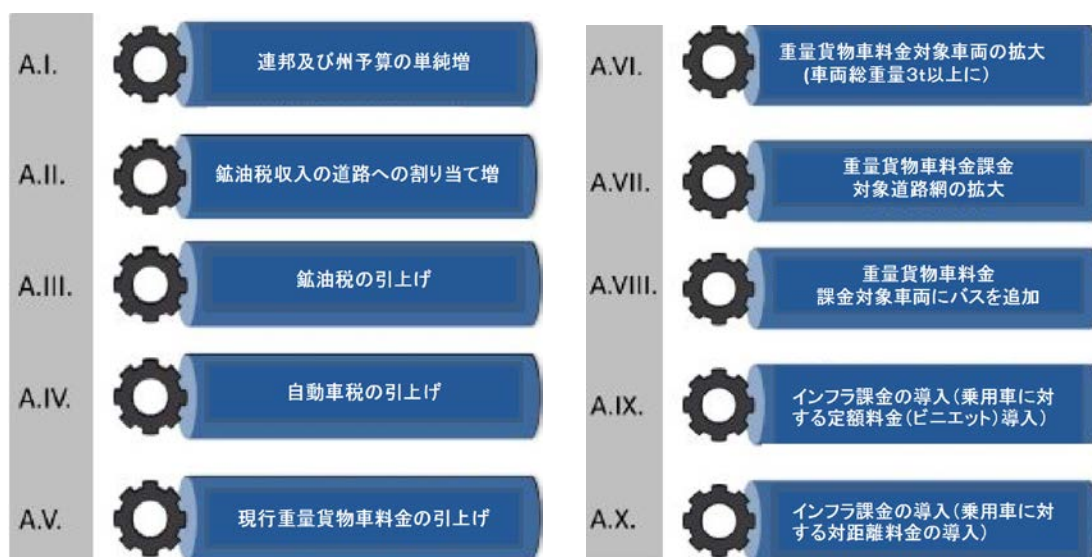 A.I.
連邦及び州予算の単純増
A.II.
鉱油税収入の道路への割り当て増
A.III.
鉱油税の引上げ
A.IV.
自動車税の引上げ
A.V.
現行重量貨物車料金の引上げ
A.VI.
重量貨物車料金対象車両の拡大
(車両総重量3t以上に)
A.VII.
重量貨物車料金課金
対象道路網の拡大
A.VIII.
重量貨物車料金
課金対象車両にバスを追加
A.IX.
インフラ課金の導入(乗用車に対
する定額料金(ビニエット)導入)
A.X.
インフラ課金の導入(乗用車に対
する対距離料金の導入)